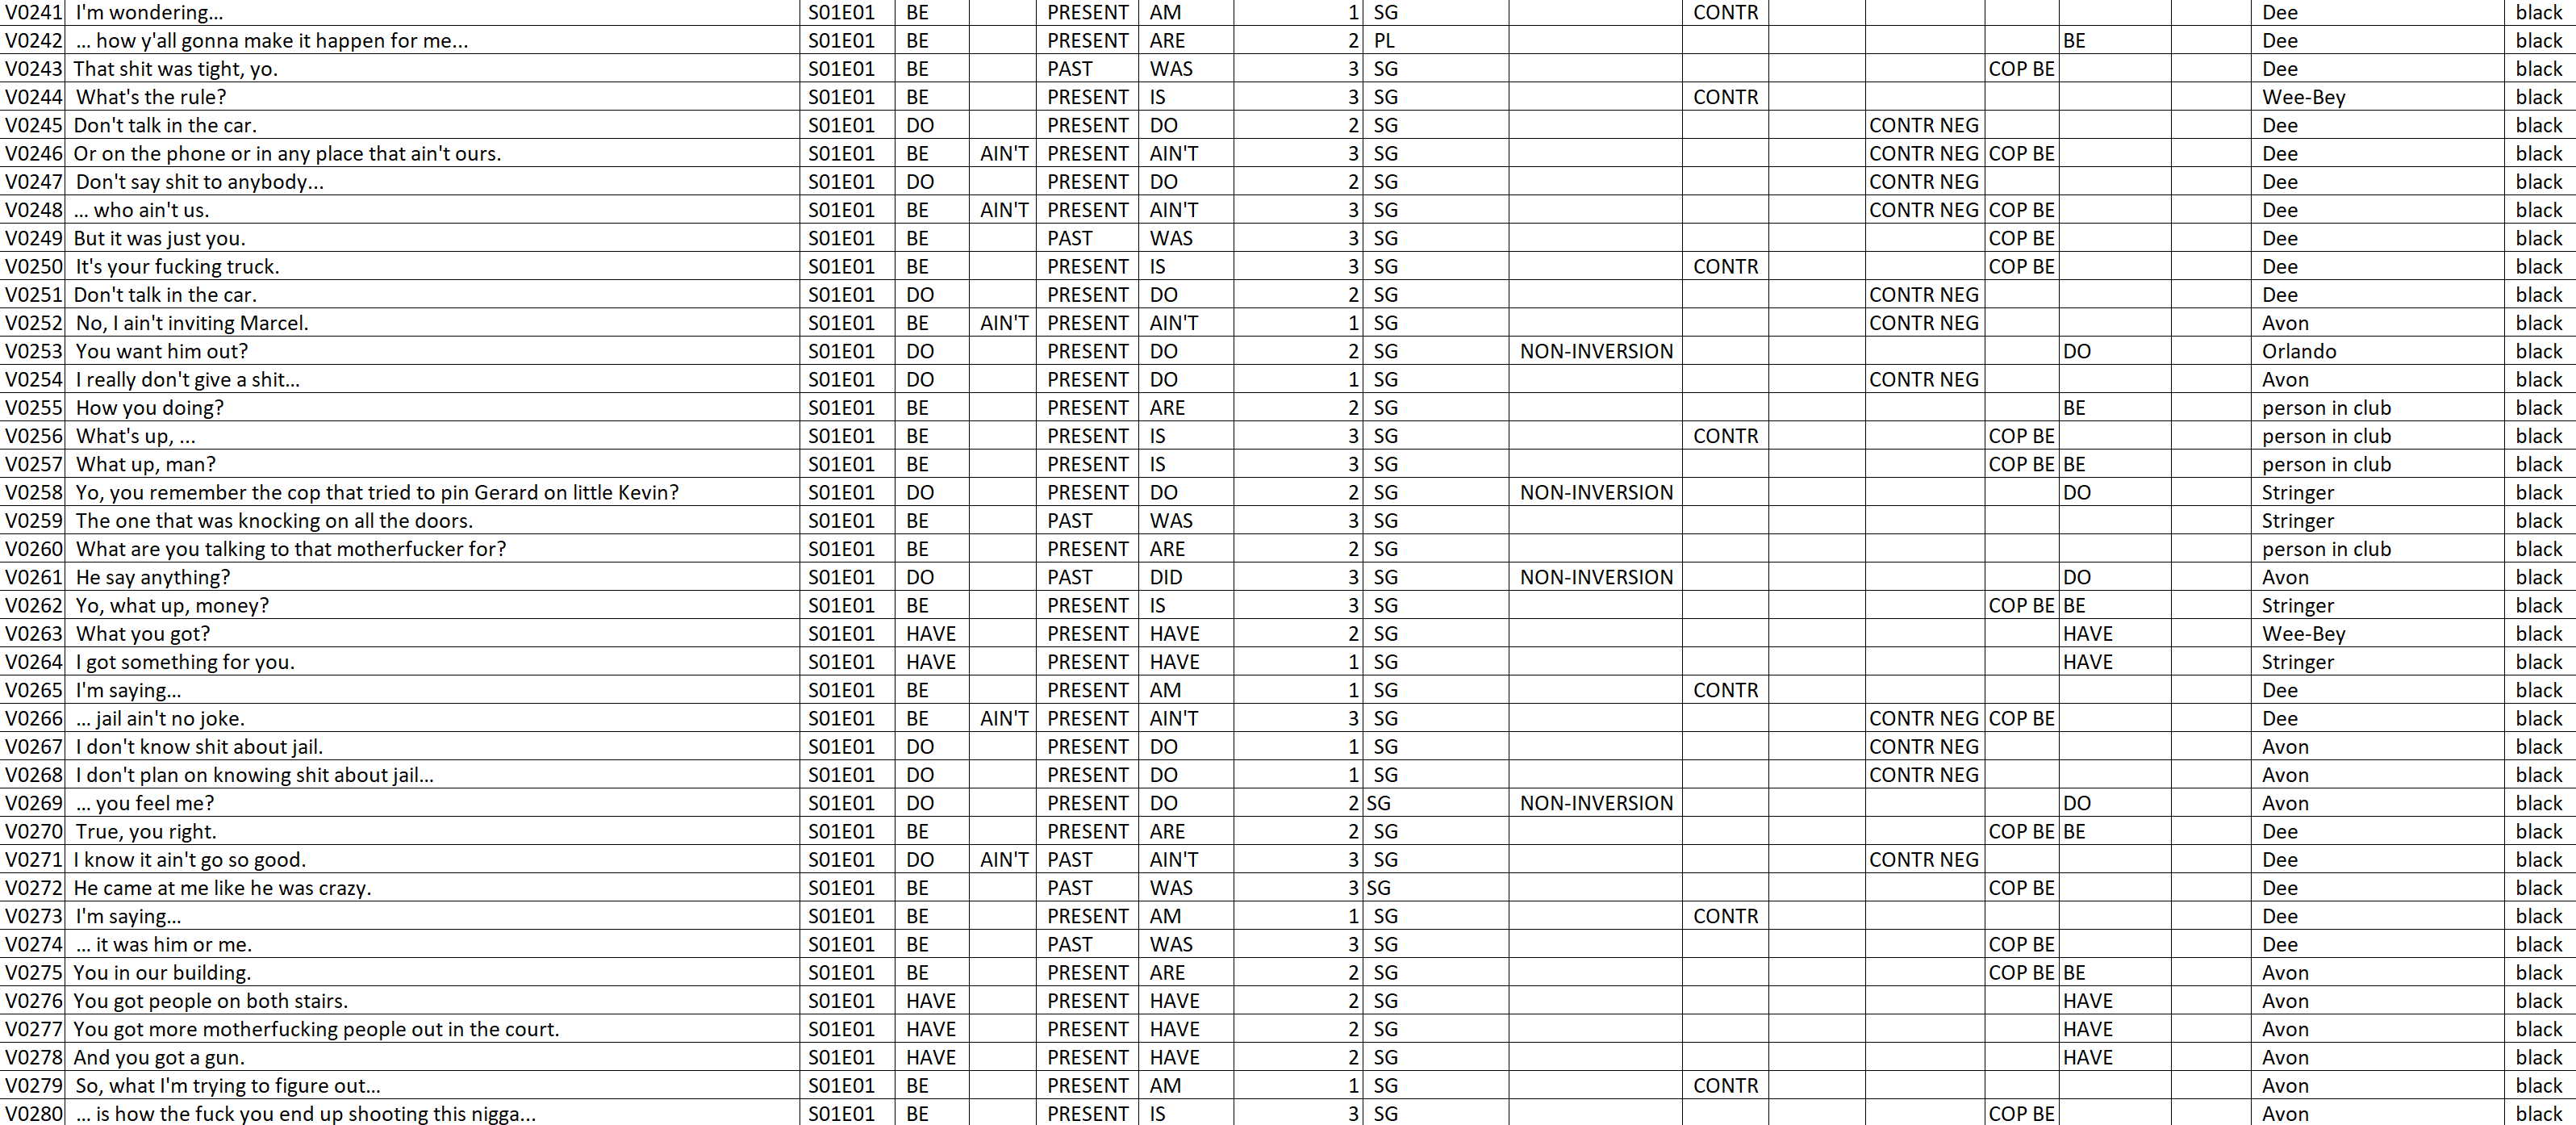 V0241 I'm wondering... S01E01 BE PRESENT AM 1 SG CONTR Dee black
V0242 ... how y'all gonna make it happen for me... S01E01 BE PRESENT ARE 2 PL BE Dee black
V0243 That shit was tight, yo. S01E01 BE PAST WAS 3 SG COP BE Dee black
V0244 What's the rule? S01E01 BE PRESENT IS 3 SG CONTR Wee-Bey black
V0245 Don't talk in the car. S01E01 DO PRESENT DO 2 SG CONTR NEG Dee black
V0246 Or on the phone or in any place that ain't ours. S01E01 BE AIN'T PRESENT AIN'T 3 SG CONTR NEG COP BE Dee black
V0247 Don't say shit to anybody... S01E01 DO PRESENT DO 2 SG CONTR NEG Dee black
V0248 ... who ain't us. S01E01 BE AIN'T PRESENT AIN'T 3 SG CONTR NEG COP BE Dee black
V0249 But it was just you. S01E01 BE PAST WAS 3 SG COP BE Dee black
V0250 It's your fucking truck. S01E01 BE PRESENT IS 3 SG CONTR COP BE Dee black
V0251 Don't talk in the car. S01E01 DO PRESENT DO 2 SG CONTR NEG Dee black
V0252 No, I ain't inviting Marcel. S01E01 BE AIN'T PRESENT AIN'T 1 SG CONTR NEG Avon black
V0253 You want him out? S01E01 DO PRESENT DO 2 SG NON-INVERSION DO Orlando black
V0254 I really don't give a shit... S01E01 DO PRESENT DO 1 SG CONTR NEG Avon black
V0255 How you doing? S01E01 BE PRESENT ARE 2 SG BE person in club black
V0256 What's up, ... S01E01 BE PRESENT IS 3 SG CONTR COP BE person in club black
V0257 What up, man? S01E01 BE PRESENT IS 3 SG COP BE BE person in club black
V0258 Yo, you remember the cop that tried to pin Gerard on little Kevin? S01E01 DO PRESENT DO 2 SG NON-INVERSION DO Stringer black
V0259 The one that was knocking on all the doors. S01E01 BE PAST WAS 3 SG Stringer black
V0260 What are you talking to that motherfucker for? S01E01 BE PRESENT ARE 2 SG person in club black
V0261 He say anything? S01E01 DO PAST DID 3 SG NON-INVERSION DO Avon black
V0262 Yo, what up, money? S01E01 BE PRESENT IS 3 SG COP BE BE Stringer black
V0263 What you got? S01E01 HAVE PRESENT HAVE 2 SG HAVE Wee-Bey black
V0264 I got something for you. S01E01 HAVE PRESENT HAVE 1 SG HAVE Stringer black
V0265 I'm saying... S01E01 BE PRESENT AM 1 SG CONTR Dee black
V0266 ... jail ain't no joke. S01E01 BE AIN'T PRESENT AIN'T 3 SG CONTR NEG COP BE Dee black
V0267 I don't know shit about jail. S01E01 DO PRESENT DO 1 SG CONTR NEG Avon black
V0268 I don't plan on knowing shit about jail... S01E01 DO PRESENT DO 1 SG CONTR NEG Avon black
V0269 ... you feel me? S01E01 DO PRESENT DO 2 SG NON-INVERSION DO Avon black
V0270 True, you right. S01E01 BE PRESENT ARE 2 SG COP BE BE Dee black
V0271 I know it ain't go so good. S01E01 DO AIN'T PAST AIN'T 3 SG CONTR NEG Dee black
V0272 He came at me like he was crazy. S01E01 BE PAST WAS 3 SG COP BE Dee black
V0273 I'm saying... S01E01 BE PRESENT AM 1 SG CONTR Dee black
V0274 ... it was him or me. S01E01 BE PAST WAS 3 SG COP BE Dee black
V0275 You in our building. S01E01 BE PRESENT ARE 2 SG COP BE BE Avon black
V0276 You got people on both stairs. S01E01 HAVE PRESENT HAVE 2 SG HAVE Avon black
V0277 You got more motherfucking people out in the court. S01E01 HAVE PRESENT HAVE 2 SG HAVE Avon black
V0278 And you got a gun. S01E01 HAVE PRESENT HAVE 2 SG HAVE Avon black
V0279 So, what I'm trying to figure out... S01E01 BE PRESENT AM 1 SG CONTR Avon black
V0280 ... is how the fuck you end up shooting this nigga... S01E01 BE PRESENT IS 3 SG COP BE Avon black